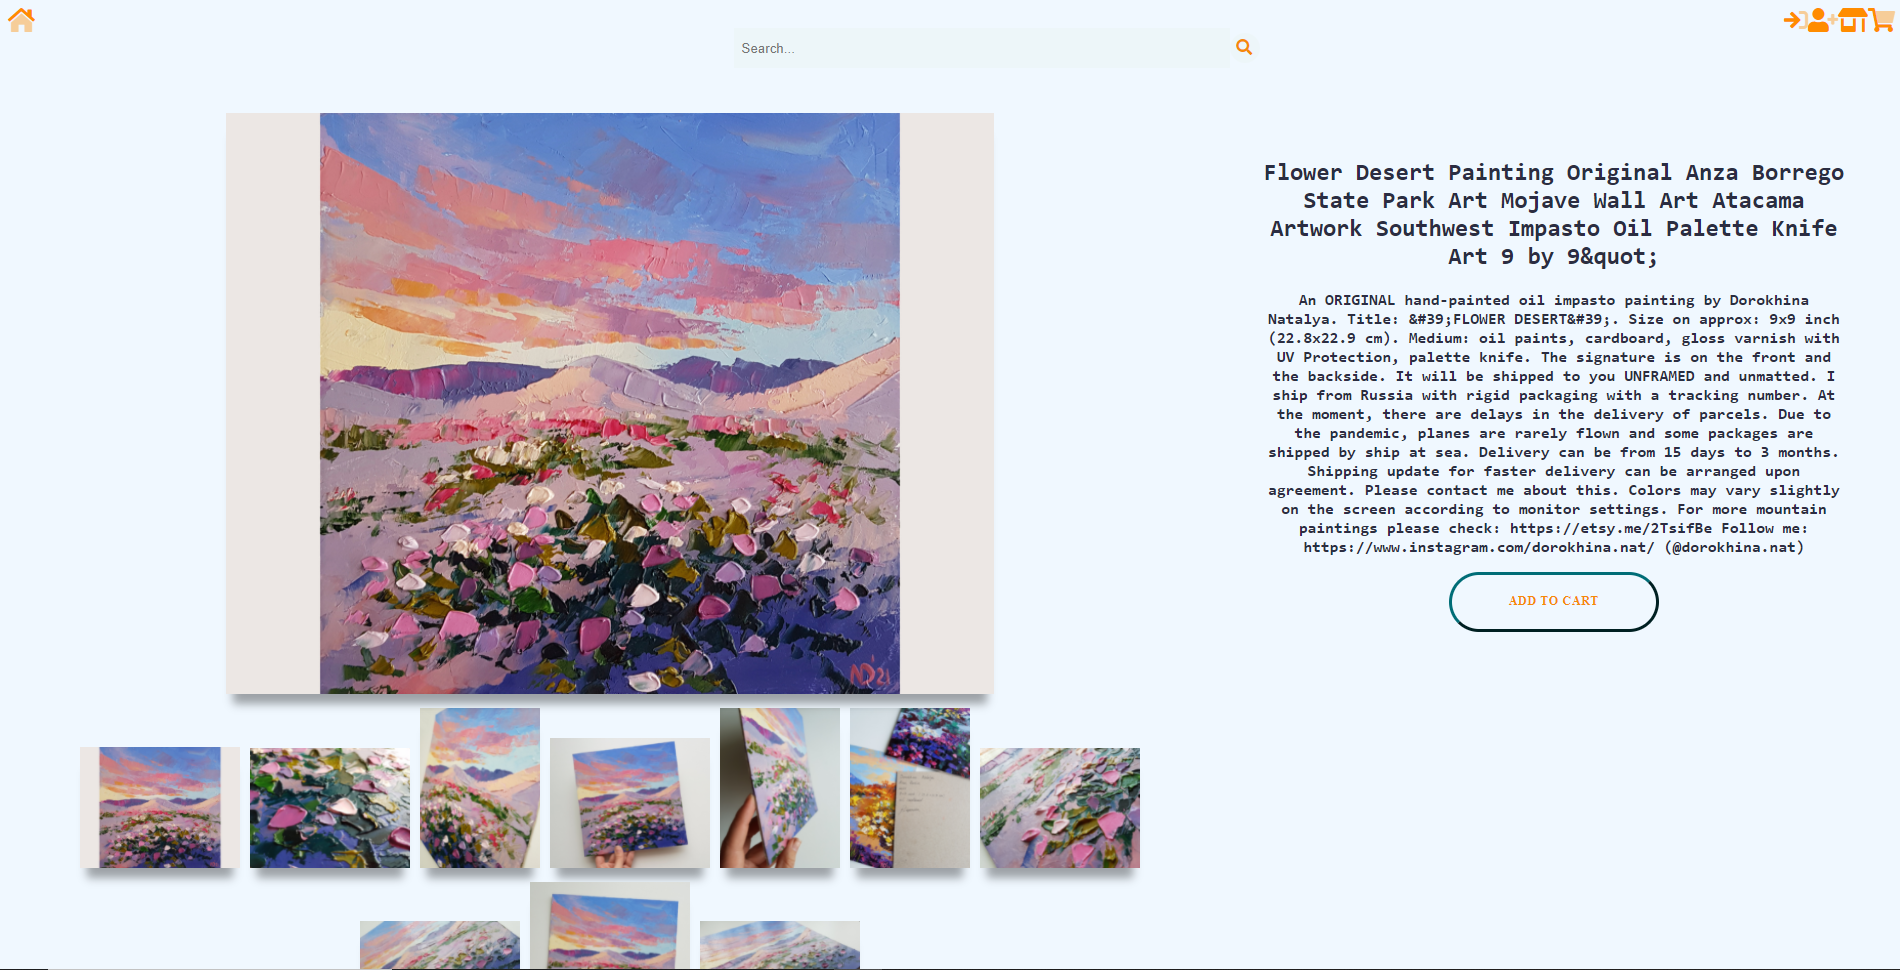 Search...
Flower Desert Painting Original Anza Borrego
State Park Art Mojave Wall Art Atacama
Artwork Southwest Impasto Oil Palette Knife
Art 9 by 9&quot;
An ORIGINAL hand-painted oil impasto painting by Dorokhina
Natalya. Title: &#39;FLOWER DESERT&#39;. Size on approx: 9x9 inch
(22.8x22.9 cm). Medium: oil paints, cardboard, gloss varnish with
UV Protection, palette knife. The signature is on the front and
the backside. It will be shipped to you UNFRAMED and unmatted. I
ship from Russia with rigid packaging with a tracking number. At
the moment, there are delays in the delivery of parcels. Due to
the pandemic, planes are rarely flown and some packages are
shipped by ship at sea. Delivery can be from 15 days to 3 months.
Shipping update for faster delivery can be arranged upon
agreement. Please contact me about this. Colors may vary slightly
on the screen according to monitor settings. For more mountain
paintings please check: https://etsy.me/2TsifBe Follow me:
https://www.instagram.com/dorokhina.nat/ (@dorokhina.nat)
ADD TO CART
ND'21